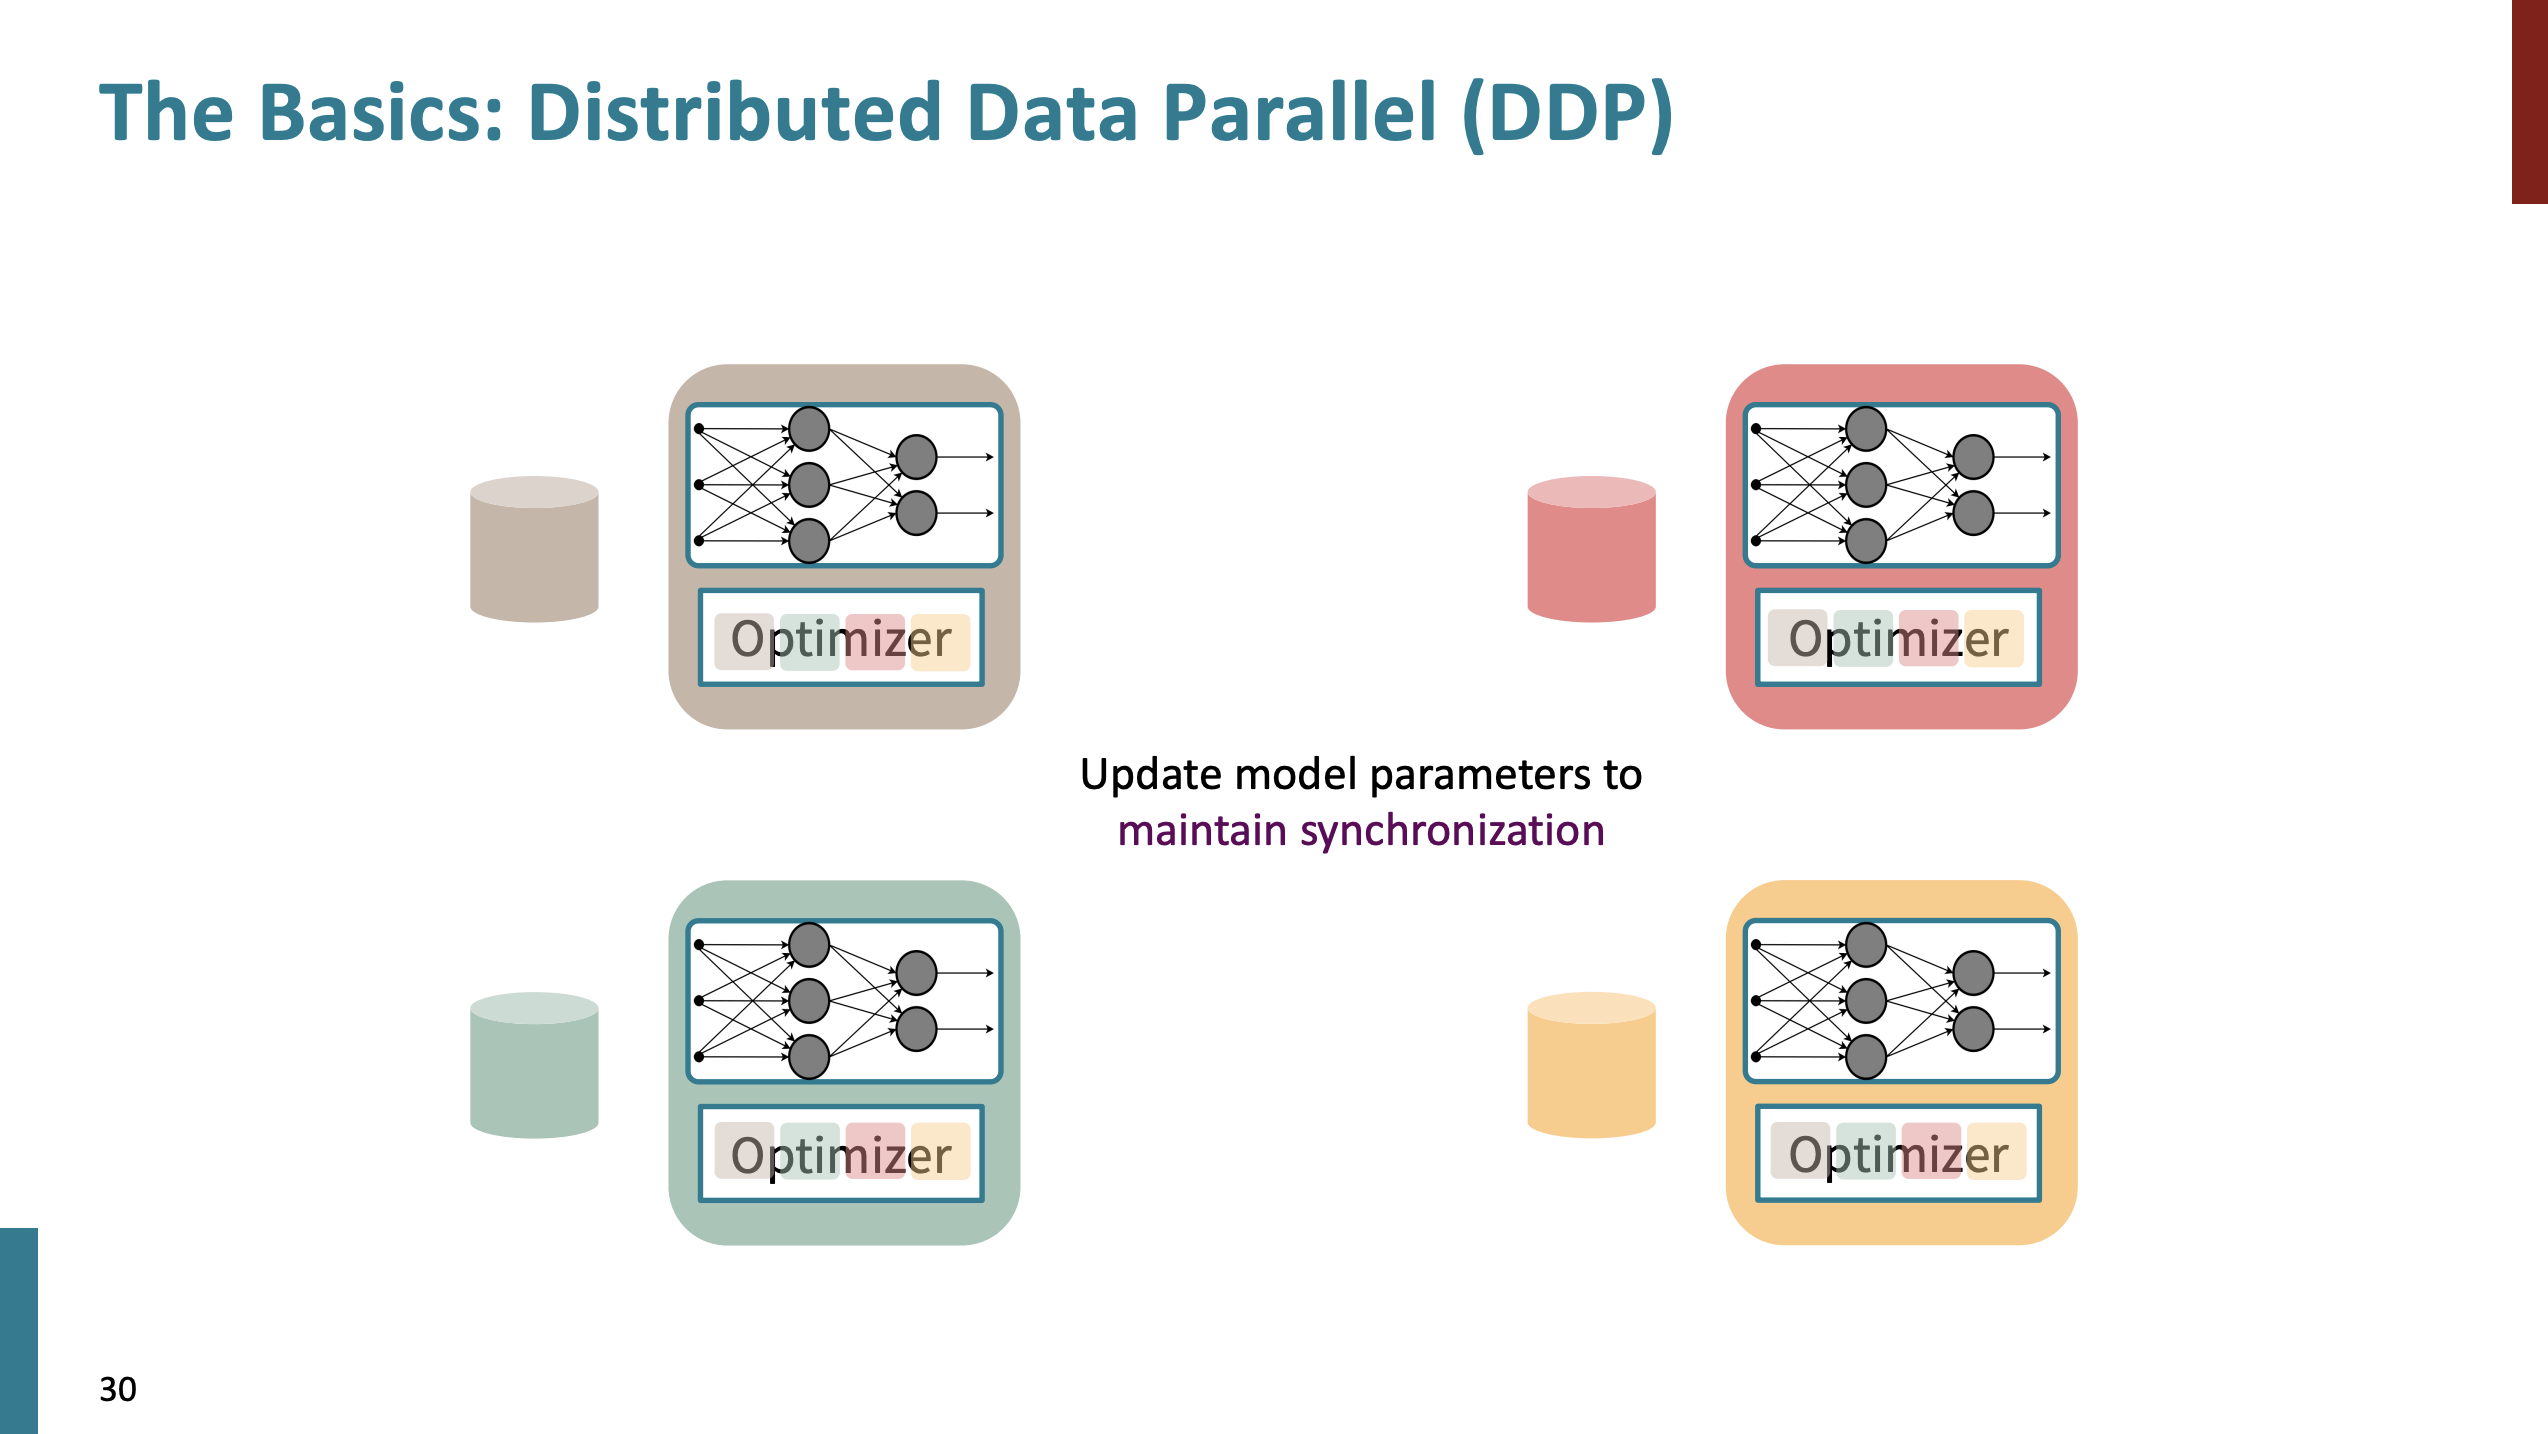 The Basics: Distributed Data Parallel (DDP)
Optimizer
Optimizer
Update model parameters to
maintain synchronization
Optimizer
Optimizer
30